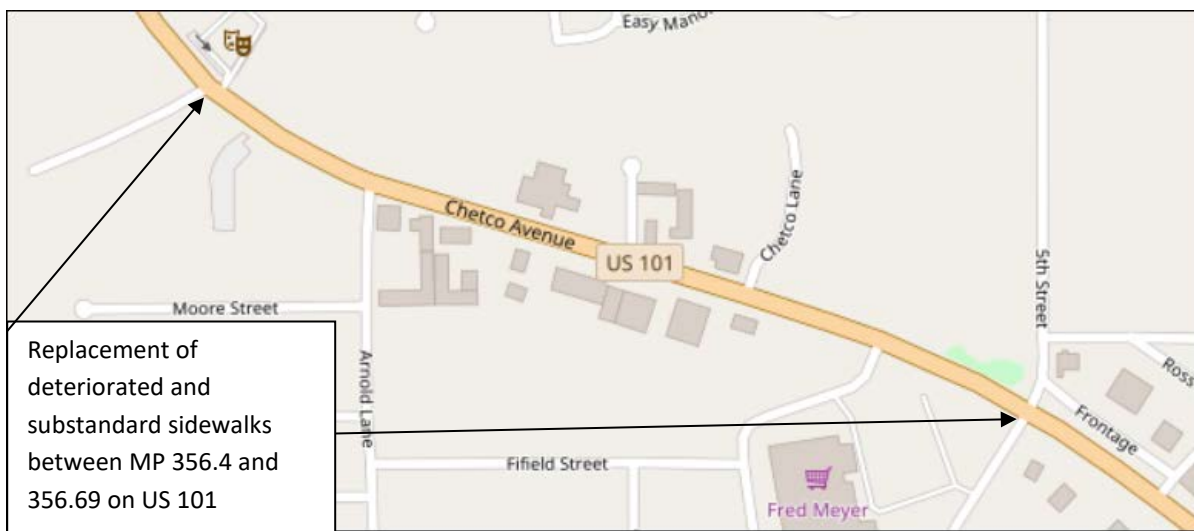 Easy Mano
Chetco Avenue
US 101
Chetco Lane
5th Street
Moore Street
Ross
Replacement of
deteriorated and
substandard sidewalks
between MP 356.4 and
356.69 on US 101
Arnold Lane
Frontage
Fifield Street
Fred Meyer